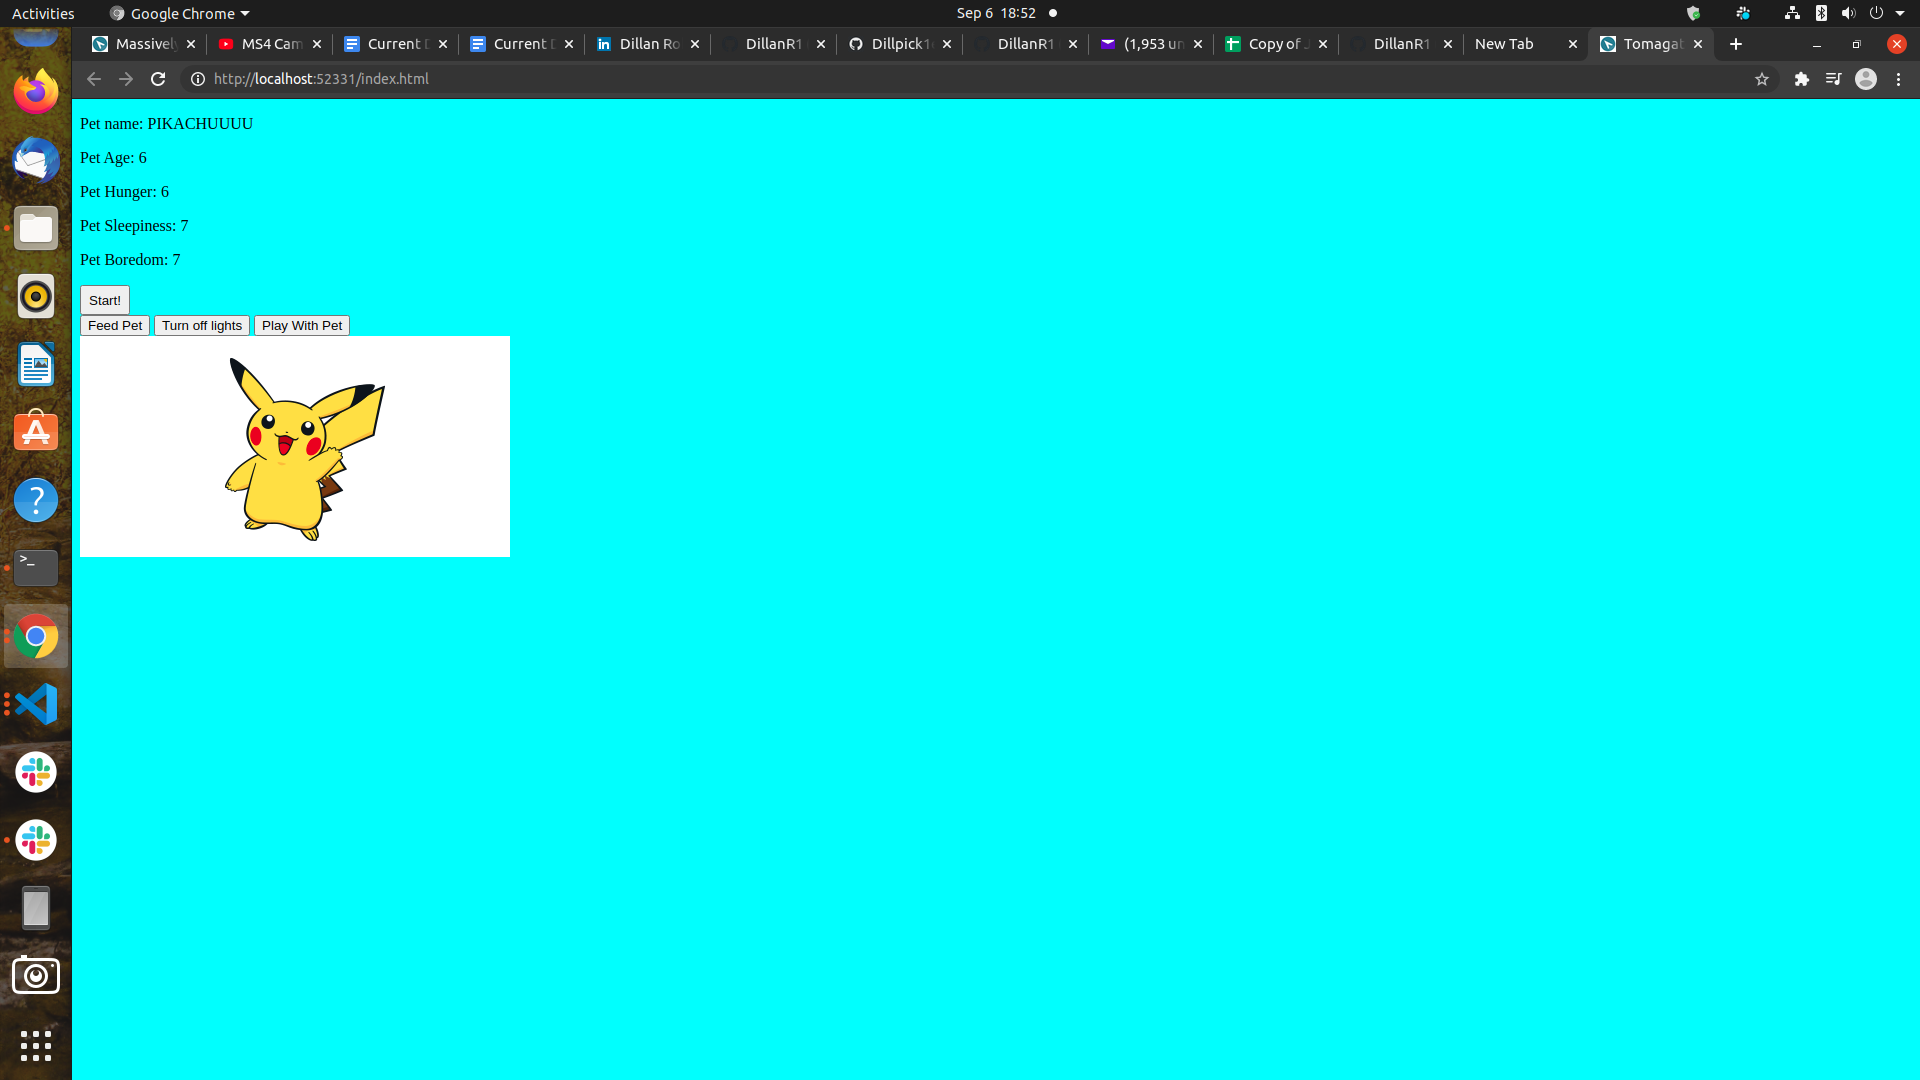 Activities Google Chrome Sep 6 18:52
Massively MS4 Cam Current D Current D Dillan Ro DillanR1 Dillpick1 DillanR1 (1,953 un Copy of J DillanR1 New Tab Tomagat
http://localhost:52331/index.html
Pet name: PIKACHUUUU
Pet Age: 6
Pet Hunger: 6
Pet Sleepiness: 7
Pet Boredom: 7
Start!
Feed Pet Turn off lights Play With Pet